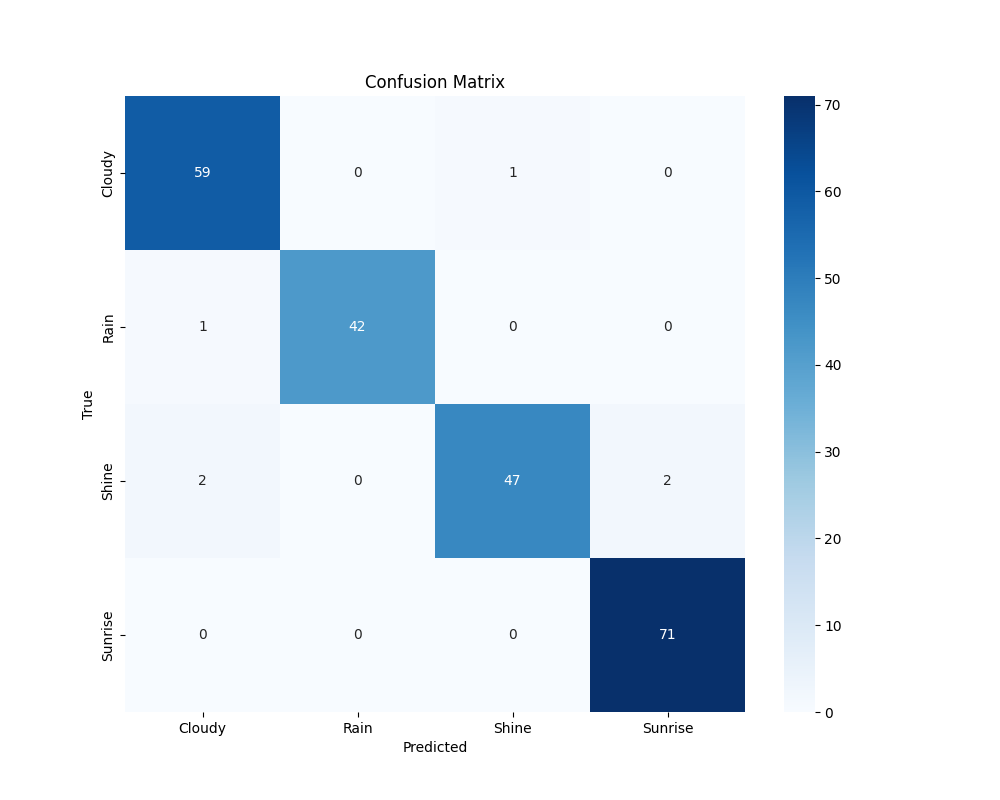 Confusion Matrix
Cloudy
59 0 1 0
Rain
1 42 0 0
True
Shine
2 0 47 2
Sunrise
0 0 0 71
Cloudy Rain Shine Sunrise
Predicted
70
60
50
40
30
20
10
0